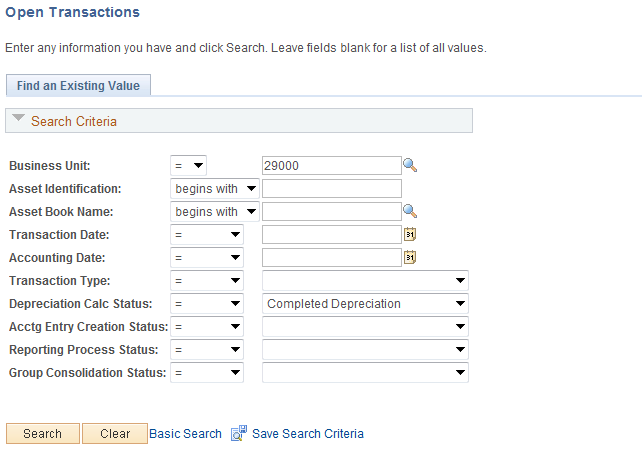 Open Transactions
Enter any information you have and click Search. Leave fields blank for a list of all values.
Find an Existing Value
Search Criteria
Business Unit: = 29000
Asset Identification: begins with
Asset Book Name: begins with
Transaction Date: = 31
Accounting Date: = 31
Transaction Type: =
Depreciation Calc Status: = Completed Depreciation
Acctg Entry Creation Status: =
Reporting Process Status: =
Group Consolidation Status: =
Search Clear Basic Search Save Search Criteria